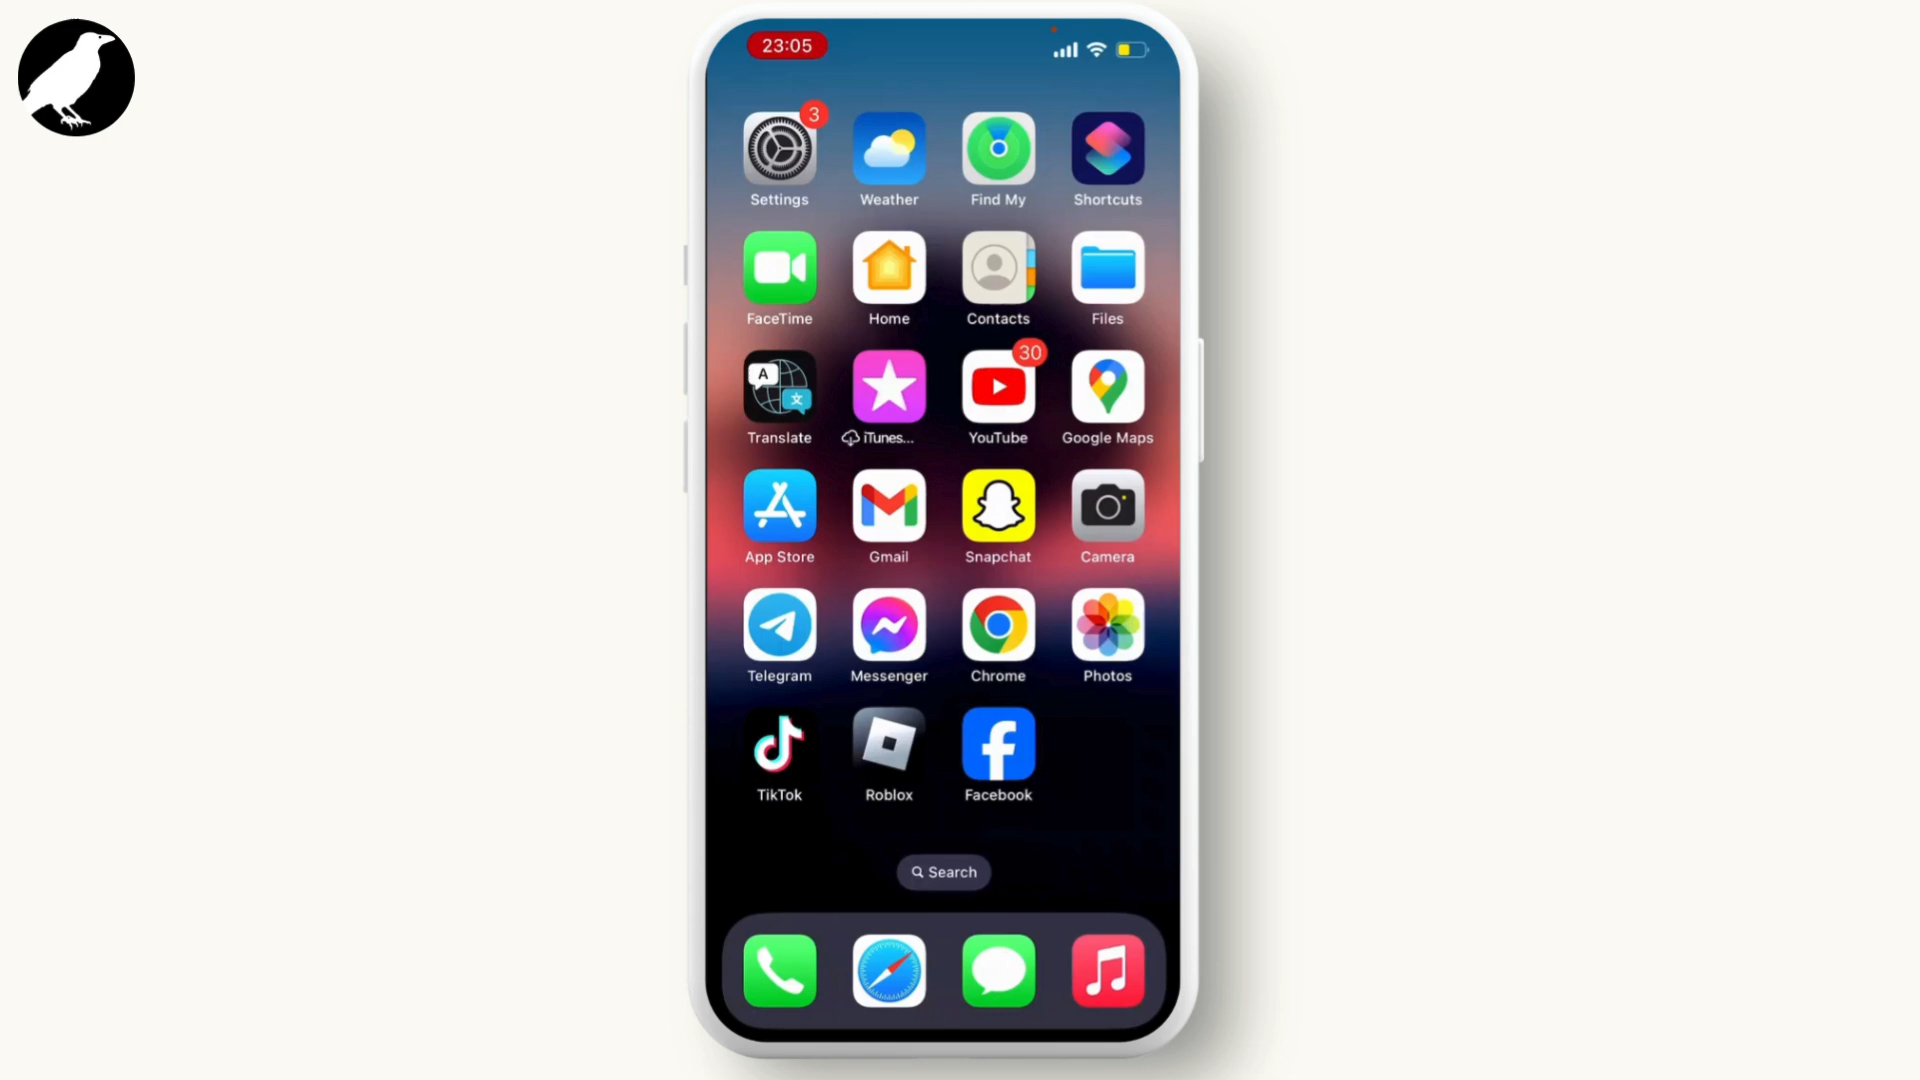 23:05
3
Settings
Weather
Find My
Shortcuts
FaceTime
Home
Contacts
Files
A
文
30
Translate
iTunes...
YouTube
Google Maps
App Store
Gmail
Snapchat
Camera
Telegram
Messenger
Chrome
Photos
TikTok
Roblox
Facebook
Search